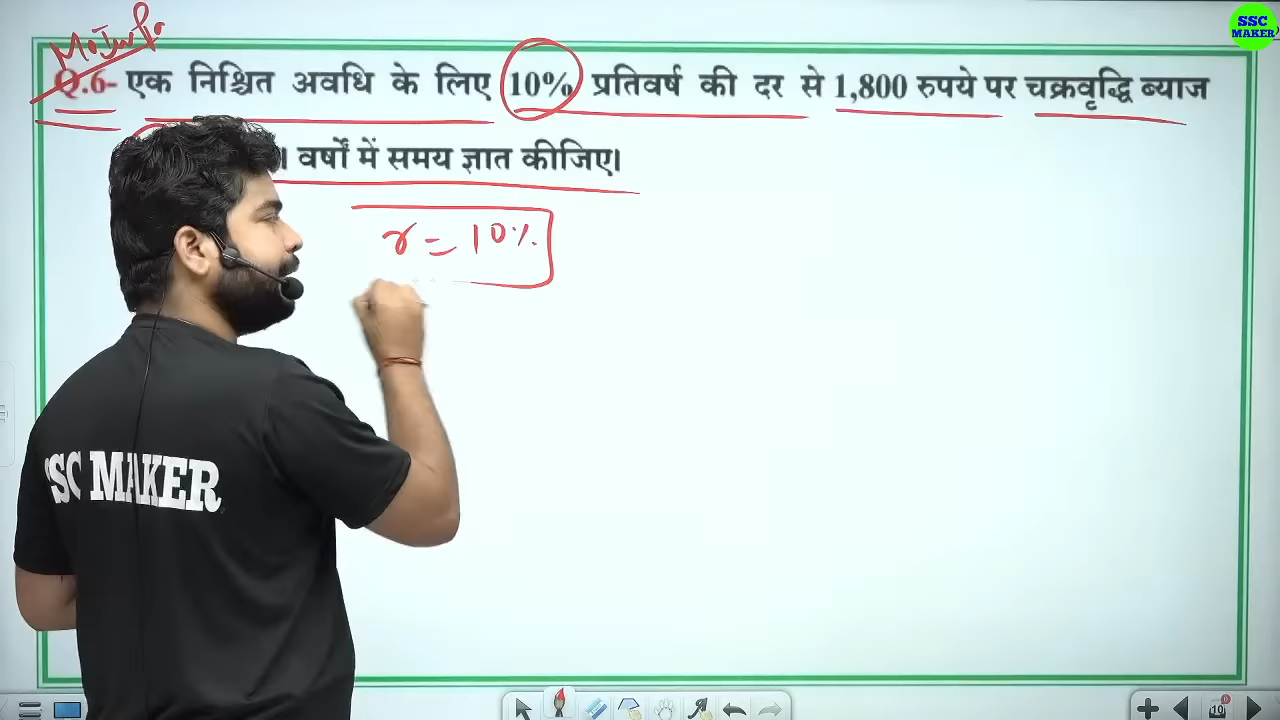 SSC
MAKER
Q.6- एक निश्चित अवधि के लिए 10% प्रतिवर्ष की दर से 1,800 रुपये पर चक्रवृद्धि ब्याज
। वर्षों में समय ज्ञात कीजिए।
r = 10%
SSC MAKER
10